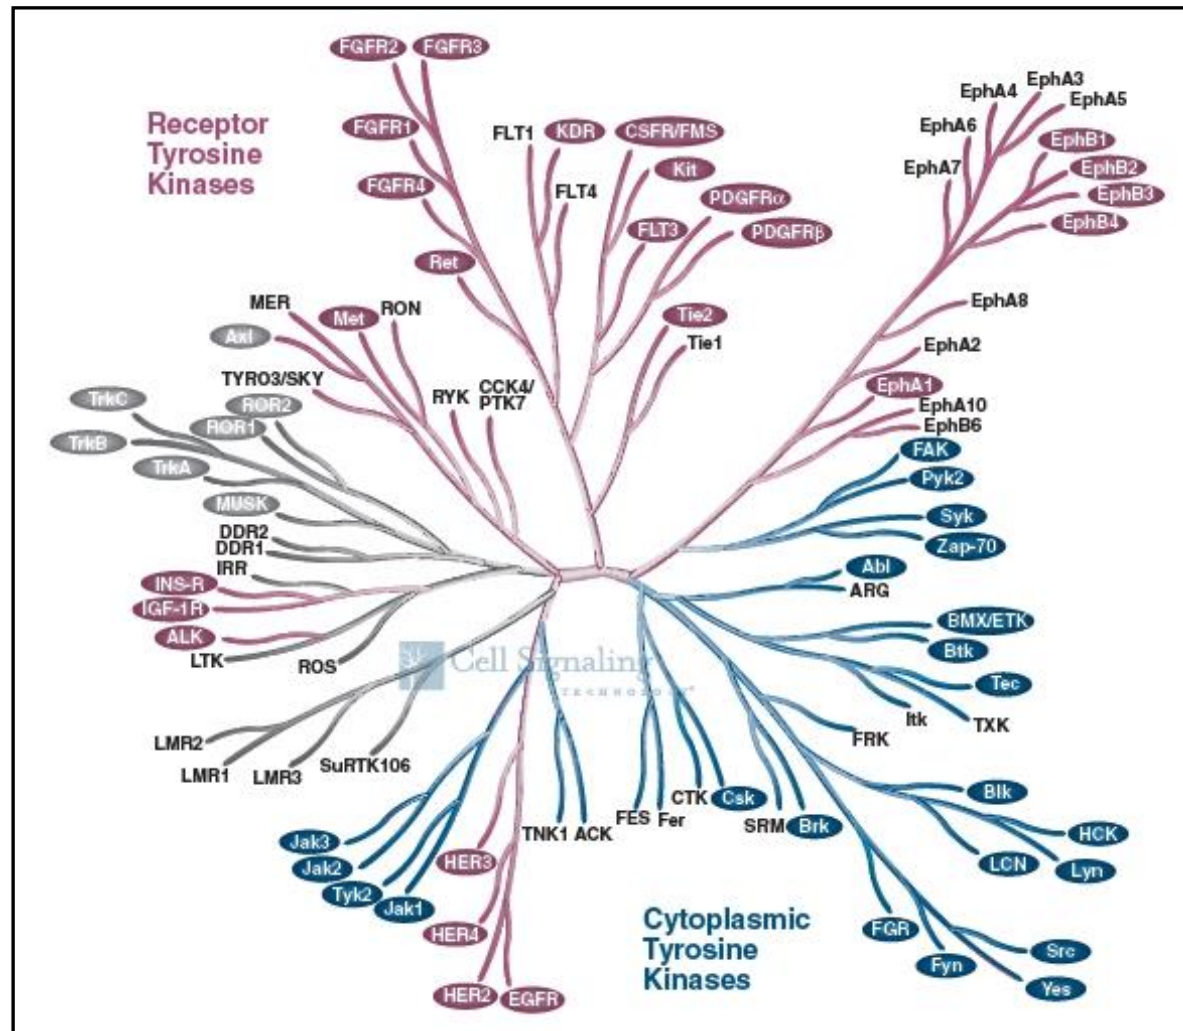 FGFR2
FGFR3
Receptor
Tyrosine
Kinases
FGFR1
FGFR4
Ret
FLT1
KDR
FLT4
CSFR/FMS
Kit
FLT3
PDGFRα
PDGFRβ
Tie2
Tie1
EphA3
EphA4
EphA5
EphA6
EphA7
EphB1
EphB2
EphB3
EphB4
EphA8
EphA2
EphA1
EphA10
EphB6
MER
Axl
TYRO3/SKY
Met
RON
RYK
CCK4/
PTK7
TrkC
TrkB
TrkA
ROR2
ROR1
MUSK
DDR2
DDR1
IRR
INS-R
IGF-1R
ALK
LTK
ROS
LMR2
LMR1
LMR3
SuRTK106
Cell Signaling
TECHNOLOGY®
FAK
Pyk2
Syk
Zap-70
Abl
ARG
BMX/ETK
Btk
Tec
TXK
Itk
FRK
Blk
HCK
Lyn
LCN
Src
Yes
Fyn
FGR
Brk
SRM
Csk
CTK
Fer
FES
ACK
TNK1
Jak3
Jak2
Tyk2
Jak1
HER3
HER4
HER2
EGFR
Cytoplasmic
Tyrosine
Kinases